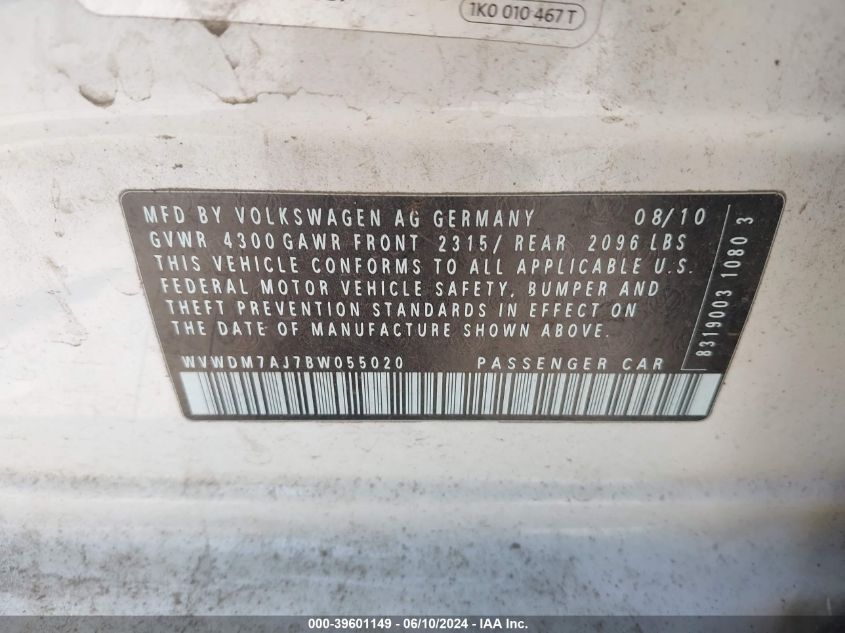 1K0 010 467 T
MFD BY VOLKSWAGEN AG GERMANY 08/10
GVWR 4300 GAWR FRONT 2315/ REAR 2096 LBS
THIS VEHICLE CONFORMS TO ALL APPLICABLE U.S.
FEDERAL MOTOR VEHICLE SAFETY, BUMPER AND
THEFT PREVENTION STANDARDS IN EFFECT ON
THE DATE OF MANUFACTURE SHOWN ABOVE.
WVWDM7AJ7BW055020 PASSENGER CAR
8319003 1080 3
000-39601149 - 06/10/2024 - © IAA, Inc.